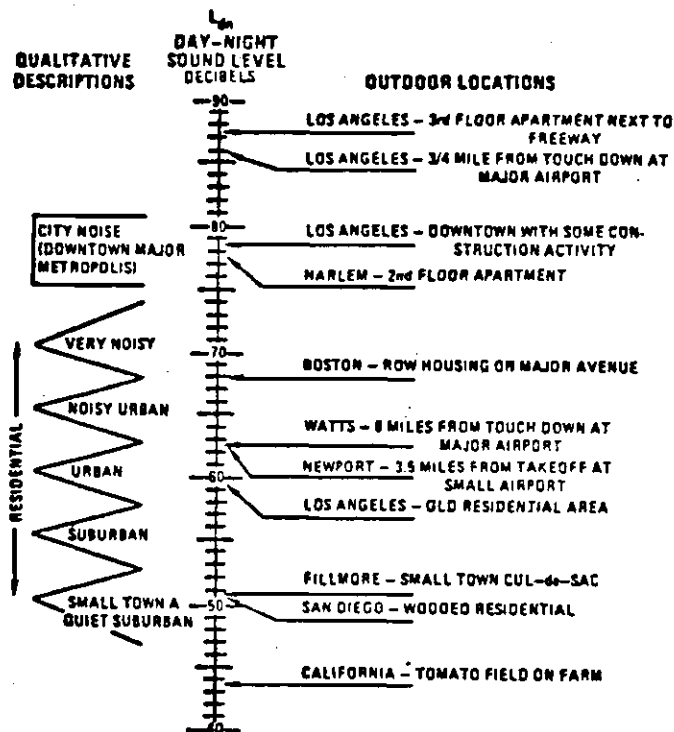 Ldn
DAY-NIGHT
SOUND LEVEL
DECIBELS
QUALITATIVE
DESCRIPTIONS
OUTDOOR LOCATIONS
90
LOS ANGELES – 3rd FLOOR APARTMENT NEXT TO
FREEWAY
LOS ANGELES – 3/4 MILE FROM TOUCH DOWN AT
MAJOR AIRPORT
80
CITY NOISE
(DOWNTOWN MAJOR
METROPOLIS)
LOS ANGELES – DOWNTOWN WITH SOME CON-
STRUCTION ACTIVITY
HARLEM – 2nd FLOOR APARTMENT
VERY NOISY
70
BOSTON – ROW HOUSING ON MAJOR AVENUE
NOISY URBAN
WATTS – 8 MILES FROM TOUCH DOWN AT
MAJOR AIRPORT
RESIDENTIAL
URBAN
60
NEWPORT – 3.5 MILES FROM TAKEOFF AT
SMALL AIRPORT
LOS ANGELES – OLD RESIDENTIAL AREA
SUBURBAN
FILLMORE – SMALL TOWN CUL-de-SAC
SMALL TOWN &
QUIET SUBURBAN
50
SAN DIEGO – WOODED RESIDENTIAL
CALIFORNIA – TOMATO FIELD ON FARM